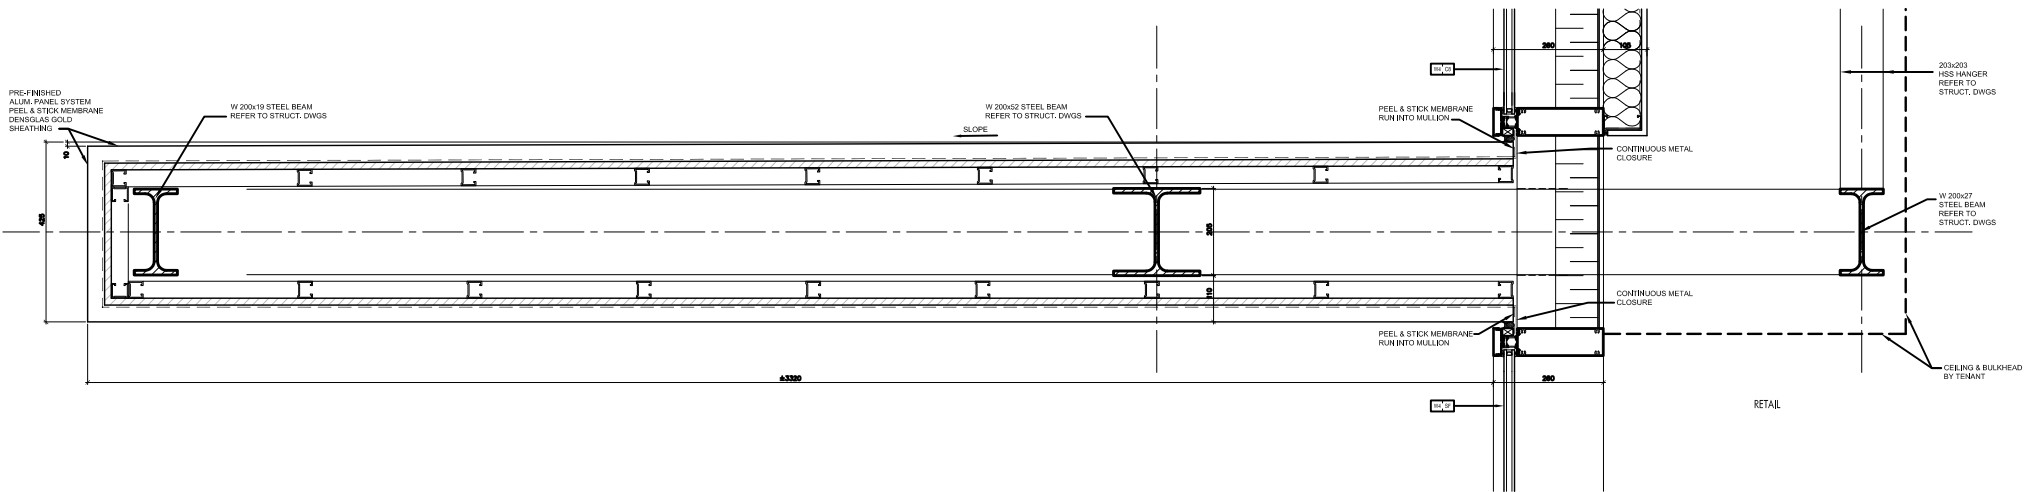 PRE-FINISHED
ALUM. PANEL SYSTEM
PEEL & STICK MEMBRANE
DENSGLAS GOLD
SHEATHING
W 200x19 STEEL BEAM
REFER TO STRUCT. DWGS
W 200x52 STEEL BEAM
REFER TO STRUCT. DWGS
SLOPE
PEEL & STICK MEMBRANE
RUN INTO MULLION
260
105
203x203
HSS HANGER
REFER TO
STRUCT. DWGS
CONTINUOUS METAL
CLOSURE
10
425
205
110
W 200x27
STEEL BEAM
REFER TO
STRUCT. DWGS
CONTINUOUS METAL
CLOSURE
PEEL & STICK MEMBRANE
RUN INTO MULLION
±3320
260
CEILING & BULKHEAD
BY TENANT
RETAIL